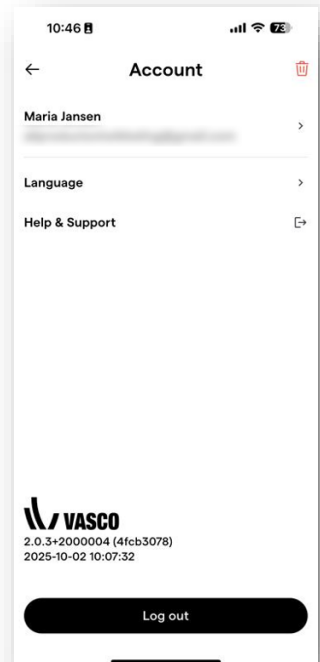 10:46
73
Account
Maria Jansen
Language
Help & Support
VASCO
2.0.3+2000004 (4fcb3078)
2025-10-02 10:07:32
Log out